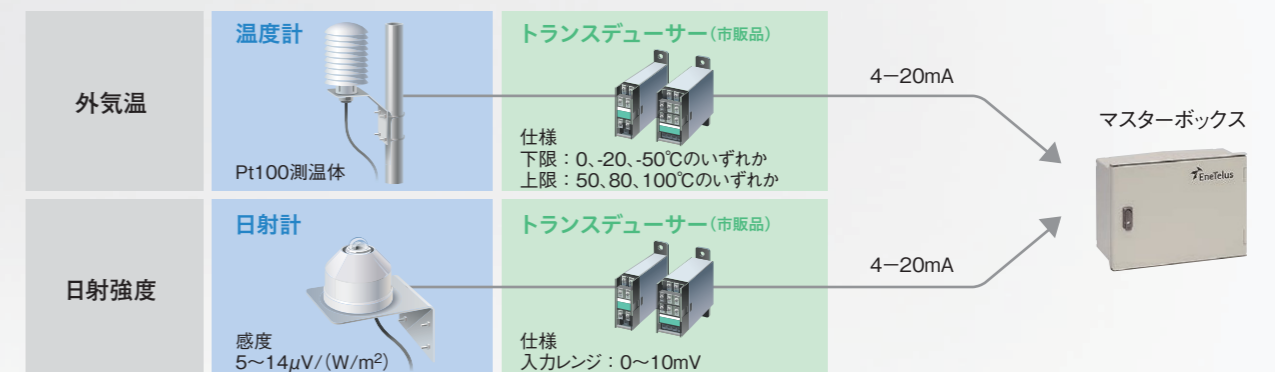 外気温
温度計
Pt100測温体
トランスデューサー(市販品)
仕様
下限：0、-20、-50℃のいずれか
上限：50、80、100℃のいずれか
4−20mA
マスターボックス
EneTelus
日射強度
日射計
感度
5〜14μV/(W/m²)
トランスデューサー(市販品)
仕様
入力レンジ：0〜10mV
4−20mA